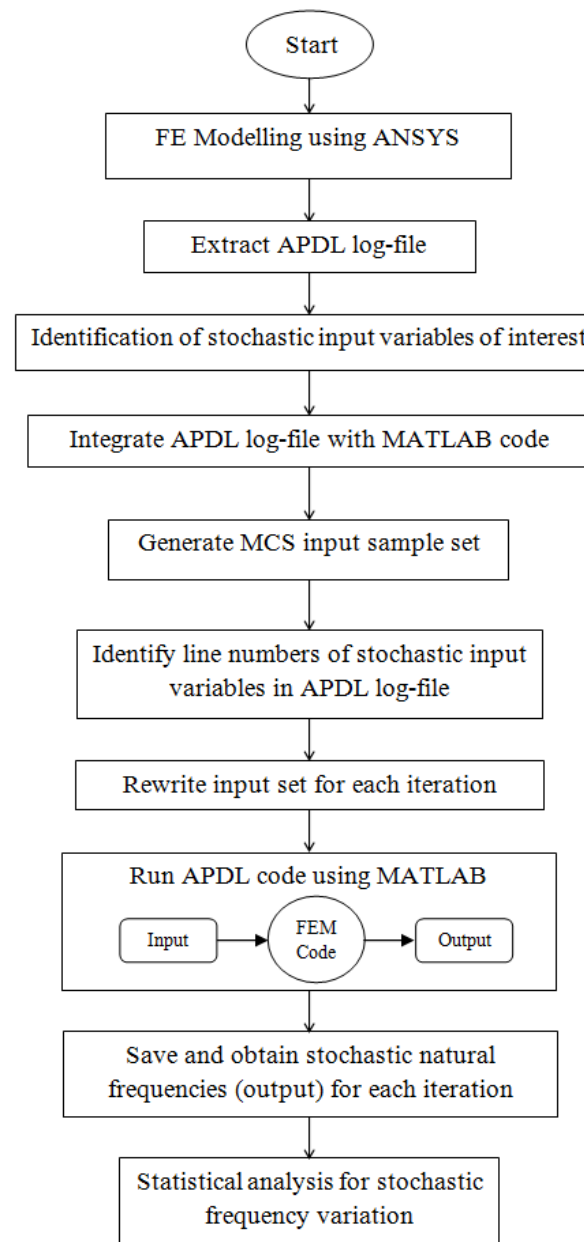 Start
FE Modelling using ANSYS
Extract APDL log-file
Identification of stochastic input variables of interest
Integrate APDL log-file with MATLAB code
Generate MCS input sample set
Identify line numbers of stochastic input
variables in APDL log-file
Rewrite input set for each iteration
Run APDL code using MATLAB
Input
FEM
Code
Output
Save and obtain stochastic natural
frequencies (output) for each iteration
Statistical analysis for stochastic
frequency variation